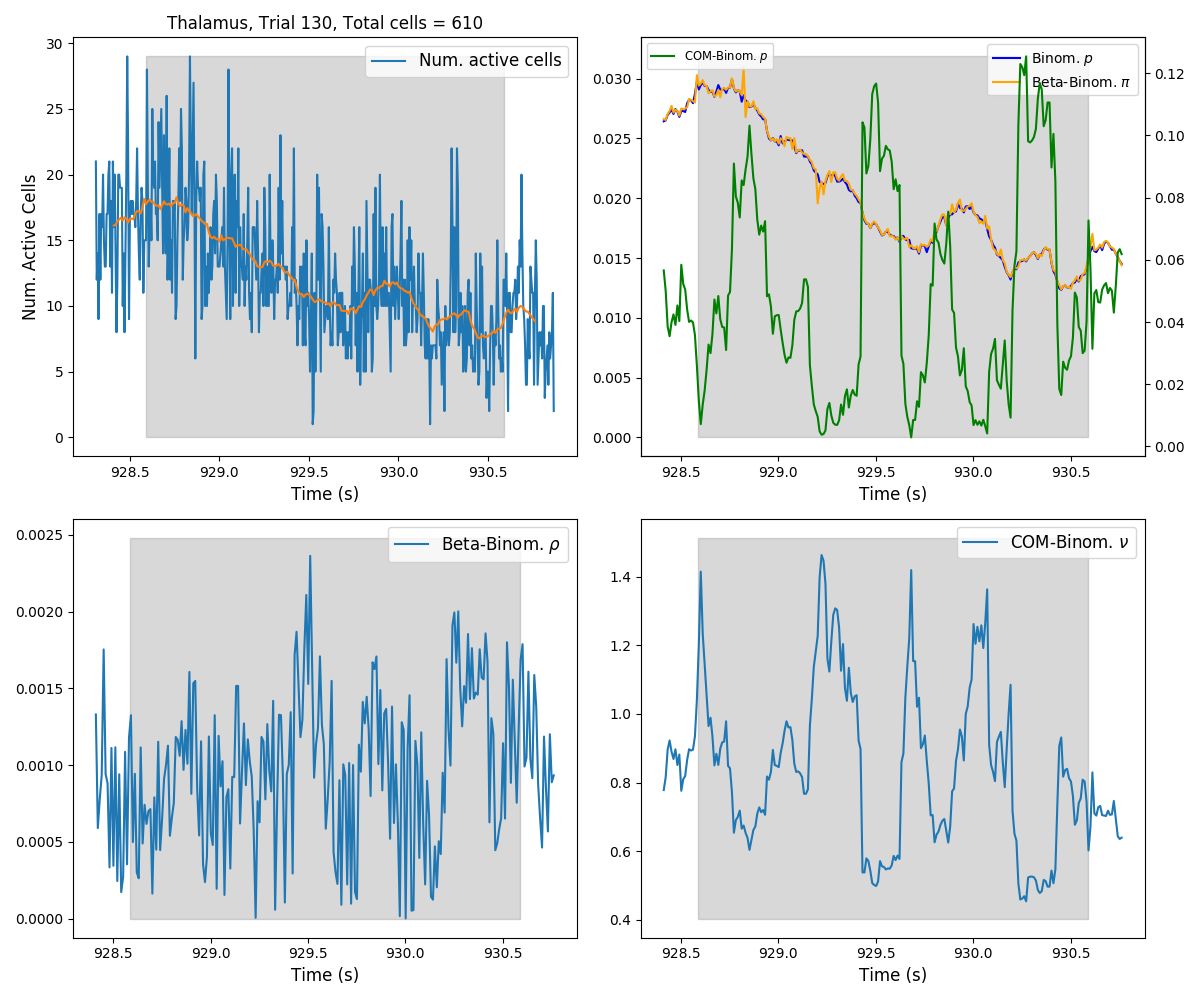 Thalamus, Trial 130, Total cells = 610
Num. active cells
Num. Active Cells
30
25
20
15
10
5
0
928.5 929.0 929.5 930.0 930.5
Time (s)
COM-Binom. p
Binom. p
Beta-Binom. π
0.030
0.025
0.020
0.015
0.010
0.005
0.000
0.12
0.10
0.08
0.06
0.04
0.02
0.00
928.5 929.0 929.5 930.0 930.5
Time (s)
Beta-Binom. ρ
0.0025
0.0020
0.0015
0.0010
0.0005
0.0000
928.5 929.0 929.5 930.0 930.5
Time (s)
COM-Binom. ν
1.4
1.2
1.0
0.8
0.6
0.4
928.5 929.0 929.5 930.0 930.5
Time (s)